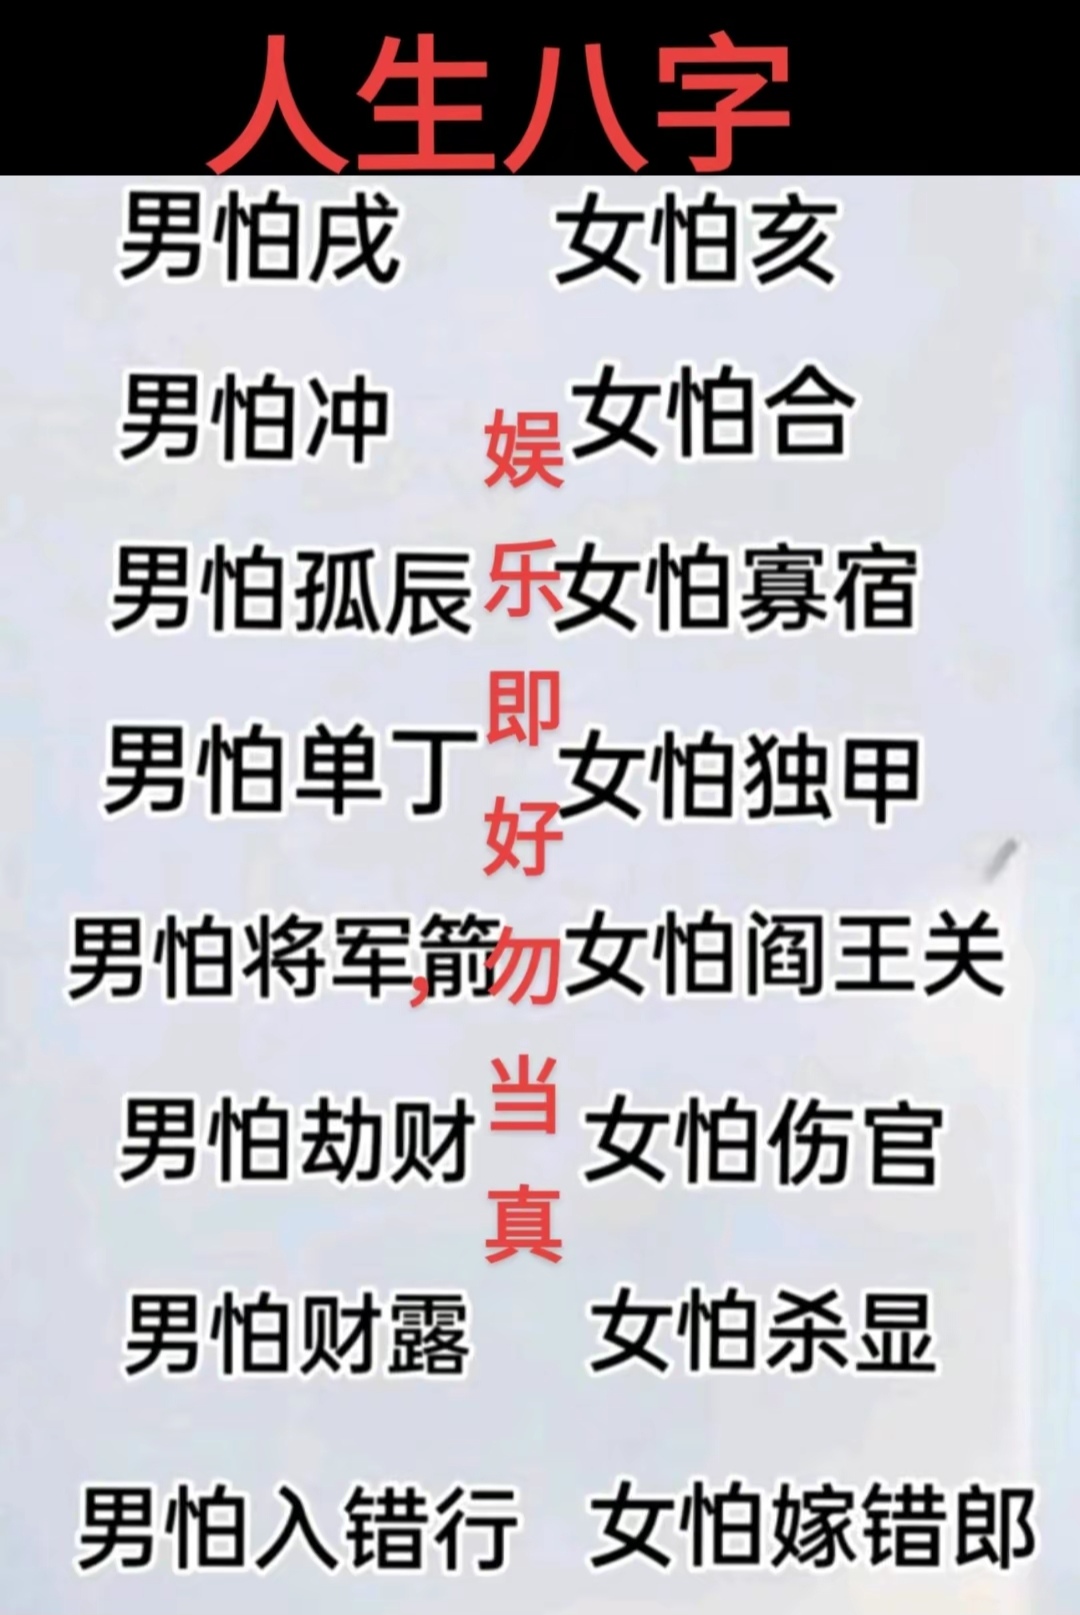 人生八字
男怕戌 女怕亥
男怕冲 女怕合
男怕孤辰 女怕寡宿
男怕单丁 女怕独甲
男怕将军箭 女怕阎王关
男怕劫财 女怕伤官
男怕财露 女怕杀显
男怕入错行 女怕嫁错郎
娱乐即好，勿当真